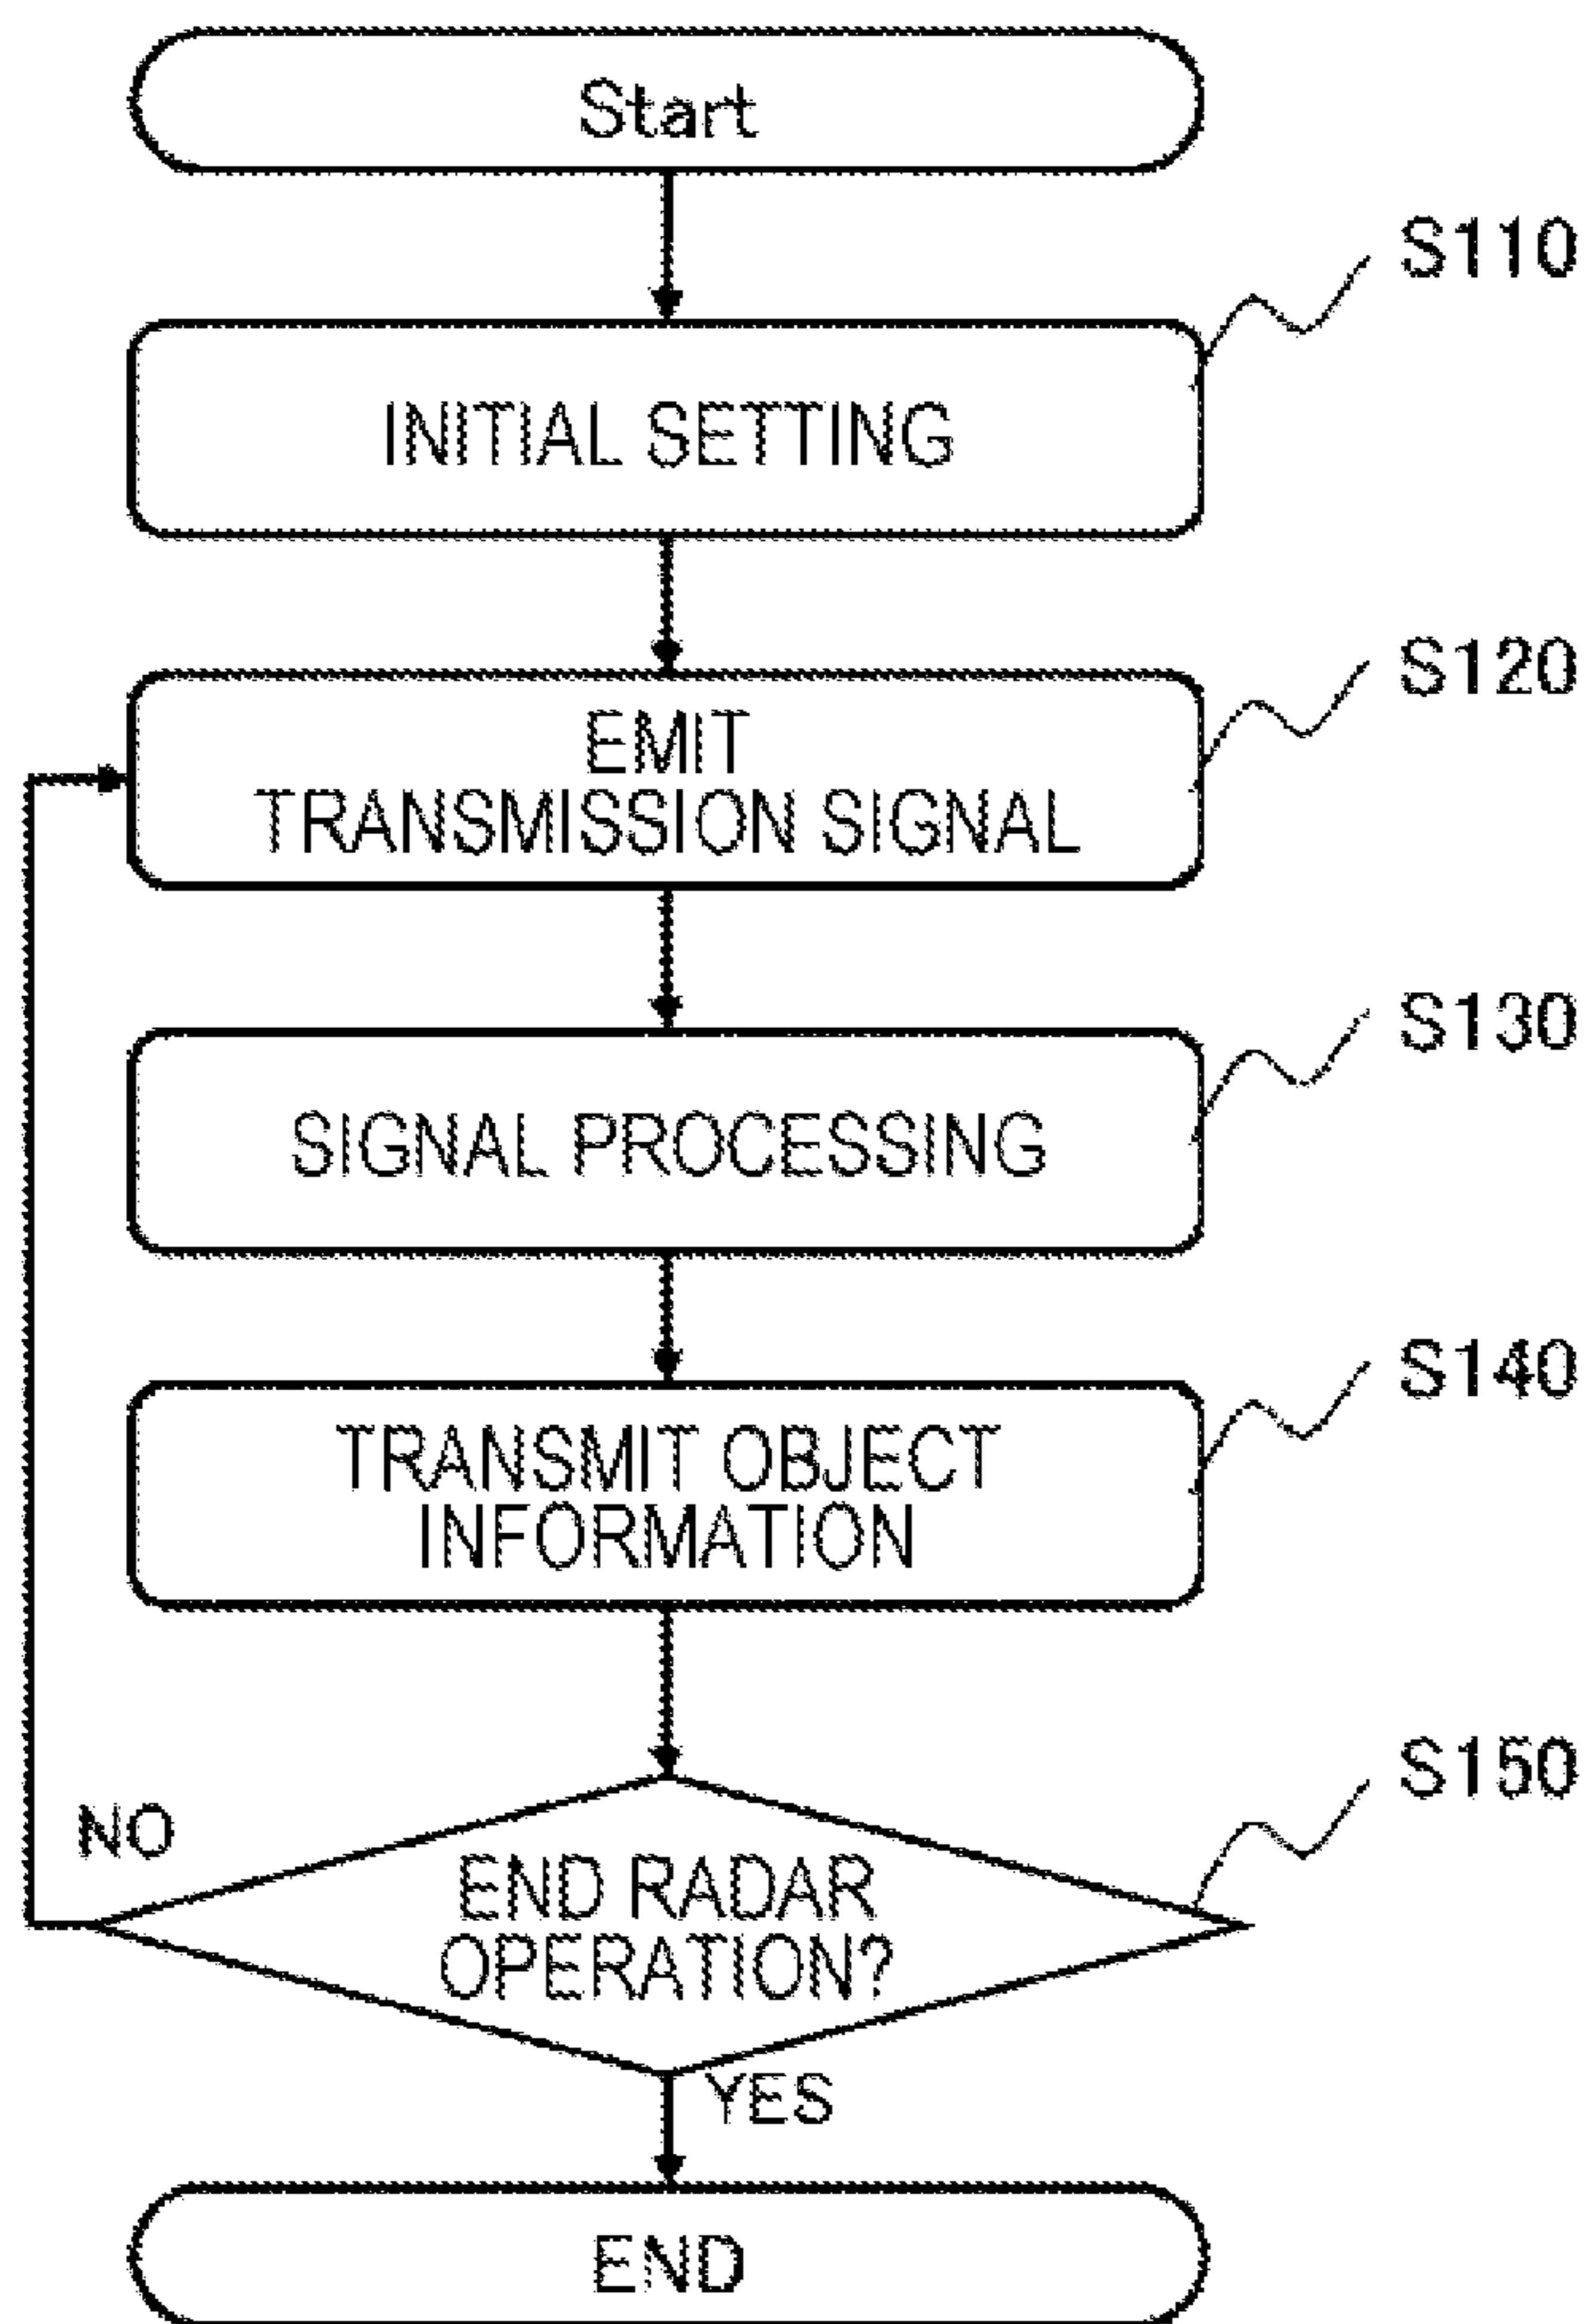 Start
S110
INITIAL SETTING
S120
EMIT
TRANSMISSION SIGNAL
S130
SIGNAL PROCESSING
S140
TRANSMIT OBJECT
INFORMATION
S150
NO
END RADAR
OPERATION?
YES
END